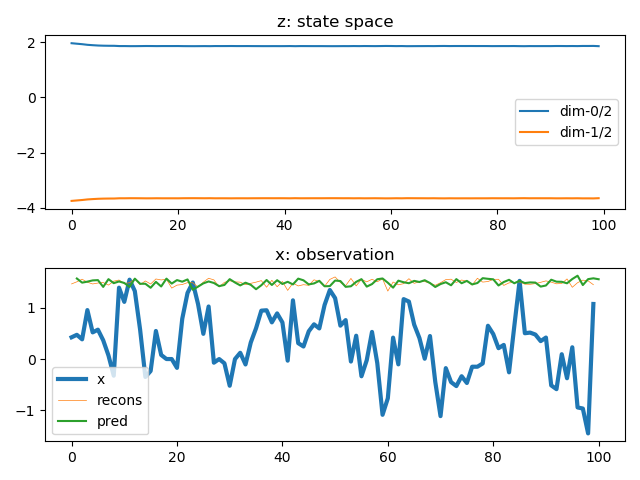 z: state space
2
0
−2
−4
dim-0/2
dim-1/2
0 20 40 60 80 100
x: observation
1
0
−1
x
recons
pred
0 20 40 60 80 100